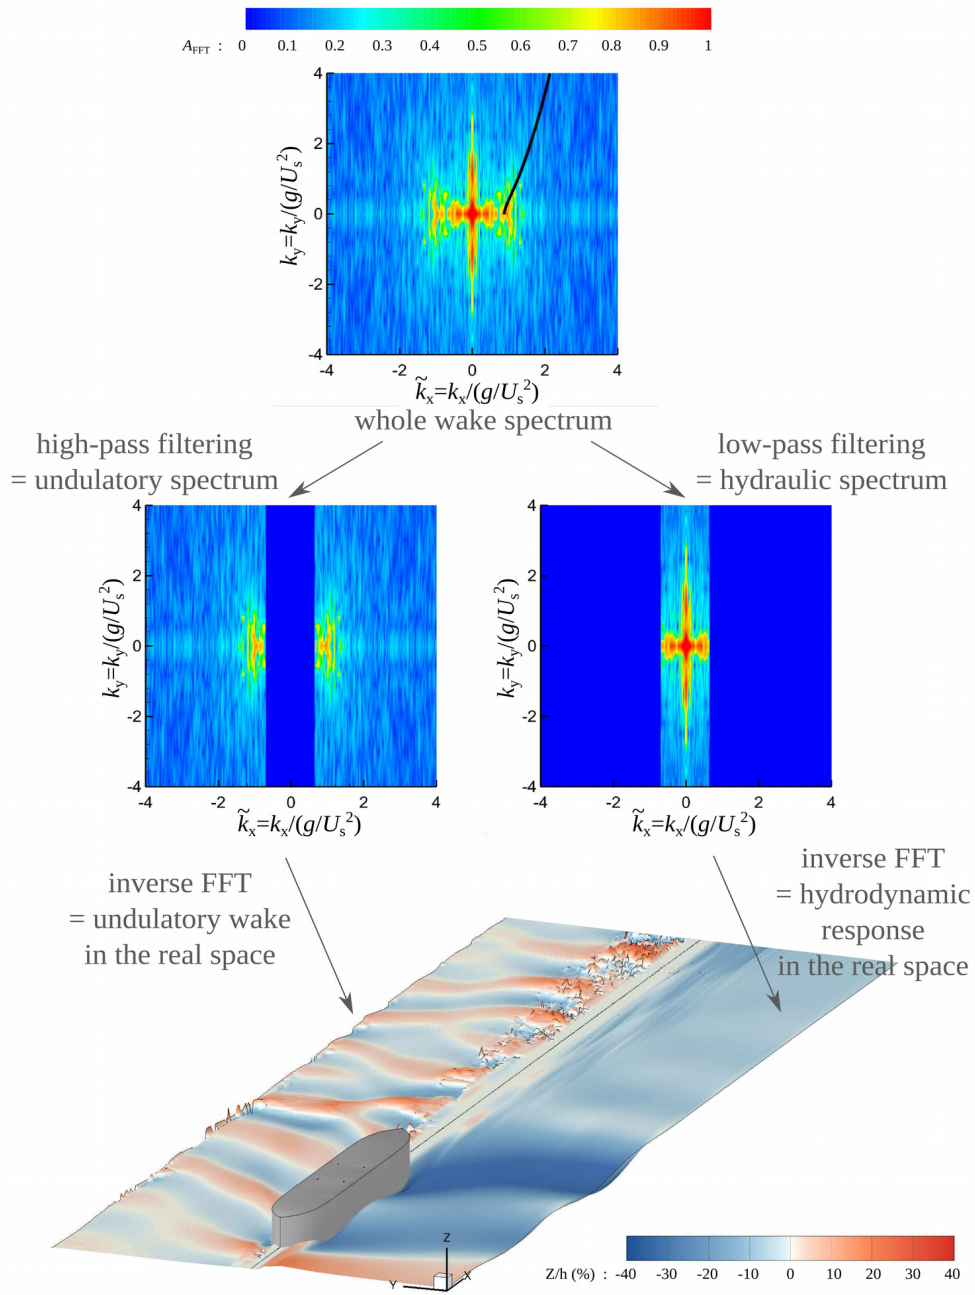 A_FFT : 0 0.1 0.2 0.3 0.4 0.5 0.6 0.7 0.8 0.9 1
4
2
0
-2
-4
k_y=k_y/(g/U_s^2)
-4 -2 0 2 4
k̃_x=k_x/(g/U_s^2)
whole wake spectrum
high-pass filtering
= undulatory spectrum
low-pass filtering
= hydraulic spectrum
4
2
0
-2
-4
k_y=k_y/(g/U_s^2)
-4 -2 0 2 4
k̃_x=k_x/(g/U_s^2)
4
2
0
-2
-4
k_y=k_y/(g/U_s^2)
-4 -2 0 2 4
k̃_x=k_x/(g/U_s^2)
inverse FFT
= undulatory wake
in the real space
inverse FFT
= hydrodynamic
response
in the real space
Z
Y
X
Z/h (%) : -40 -30 -20 -10 0 10 20 30 40